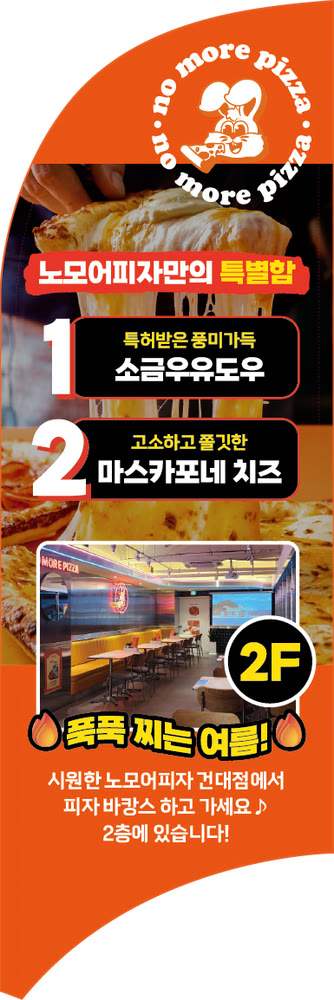 no more pizza
no more pizza
노모어피자만의 특별함
1
특허받은 풍미가득
소금우유도우
2
고소하고 쫄깃한
마스카포네 치즈
MORE PIZZA
2F
푹푹 찌는 여름!
시원한 노모어피자 건대점에서
피자 바캉스 하고 가세요♪
2층에 있습니다!